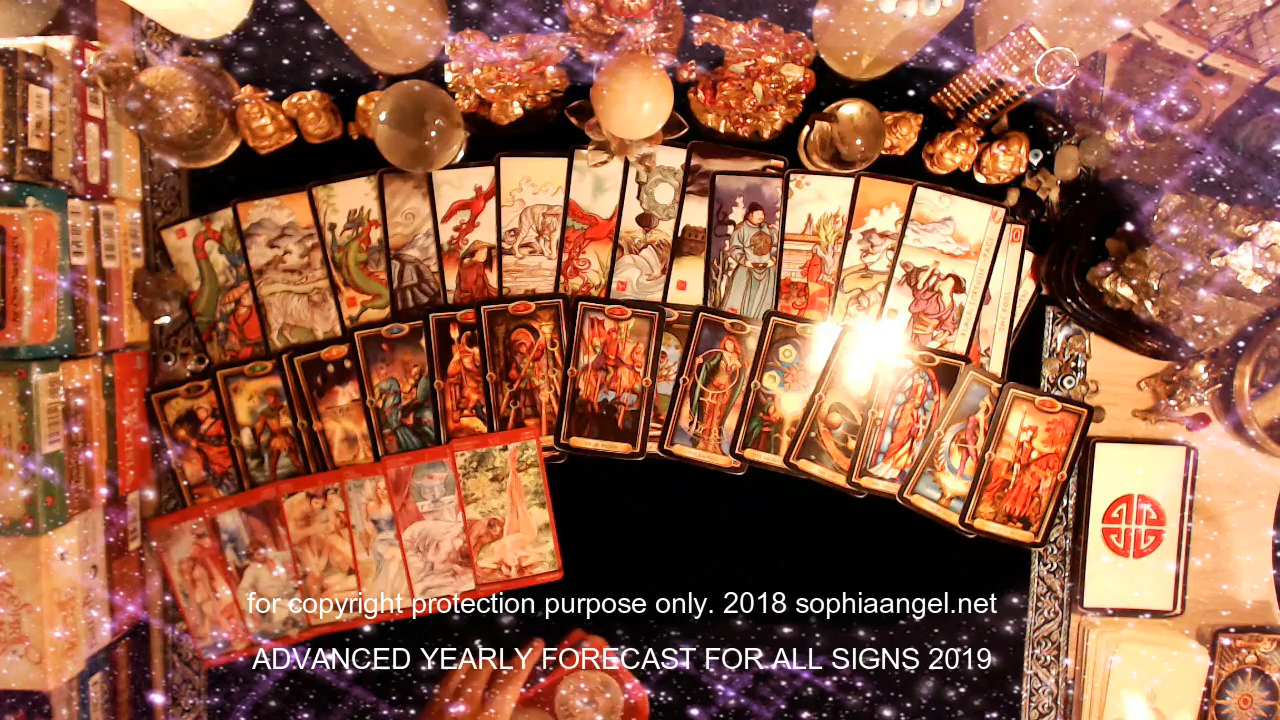 for copyright protection purpose only. 2018 sophiaangel.net
ADVANCED YEARLY FORECAST FOR ALL SIGNS 2019